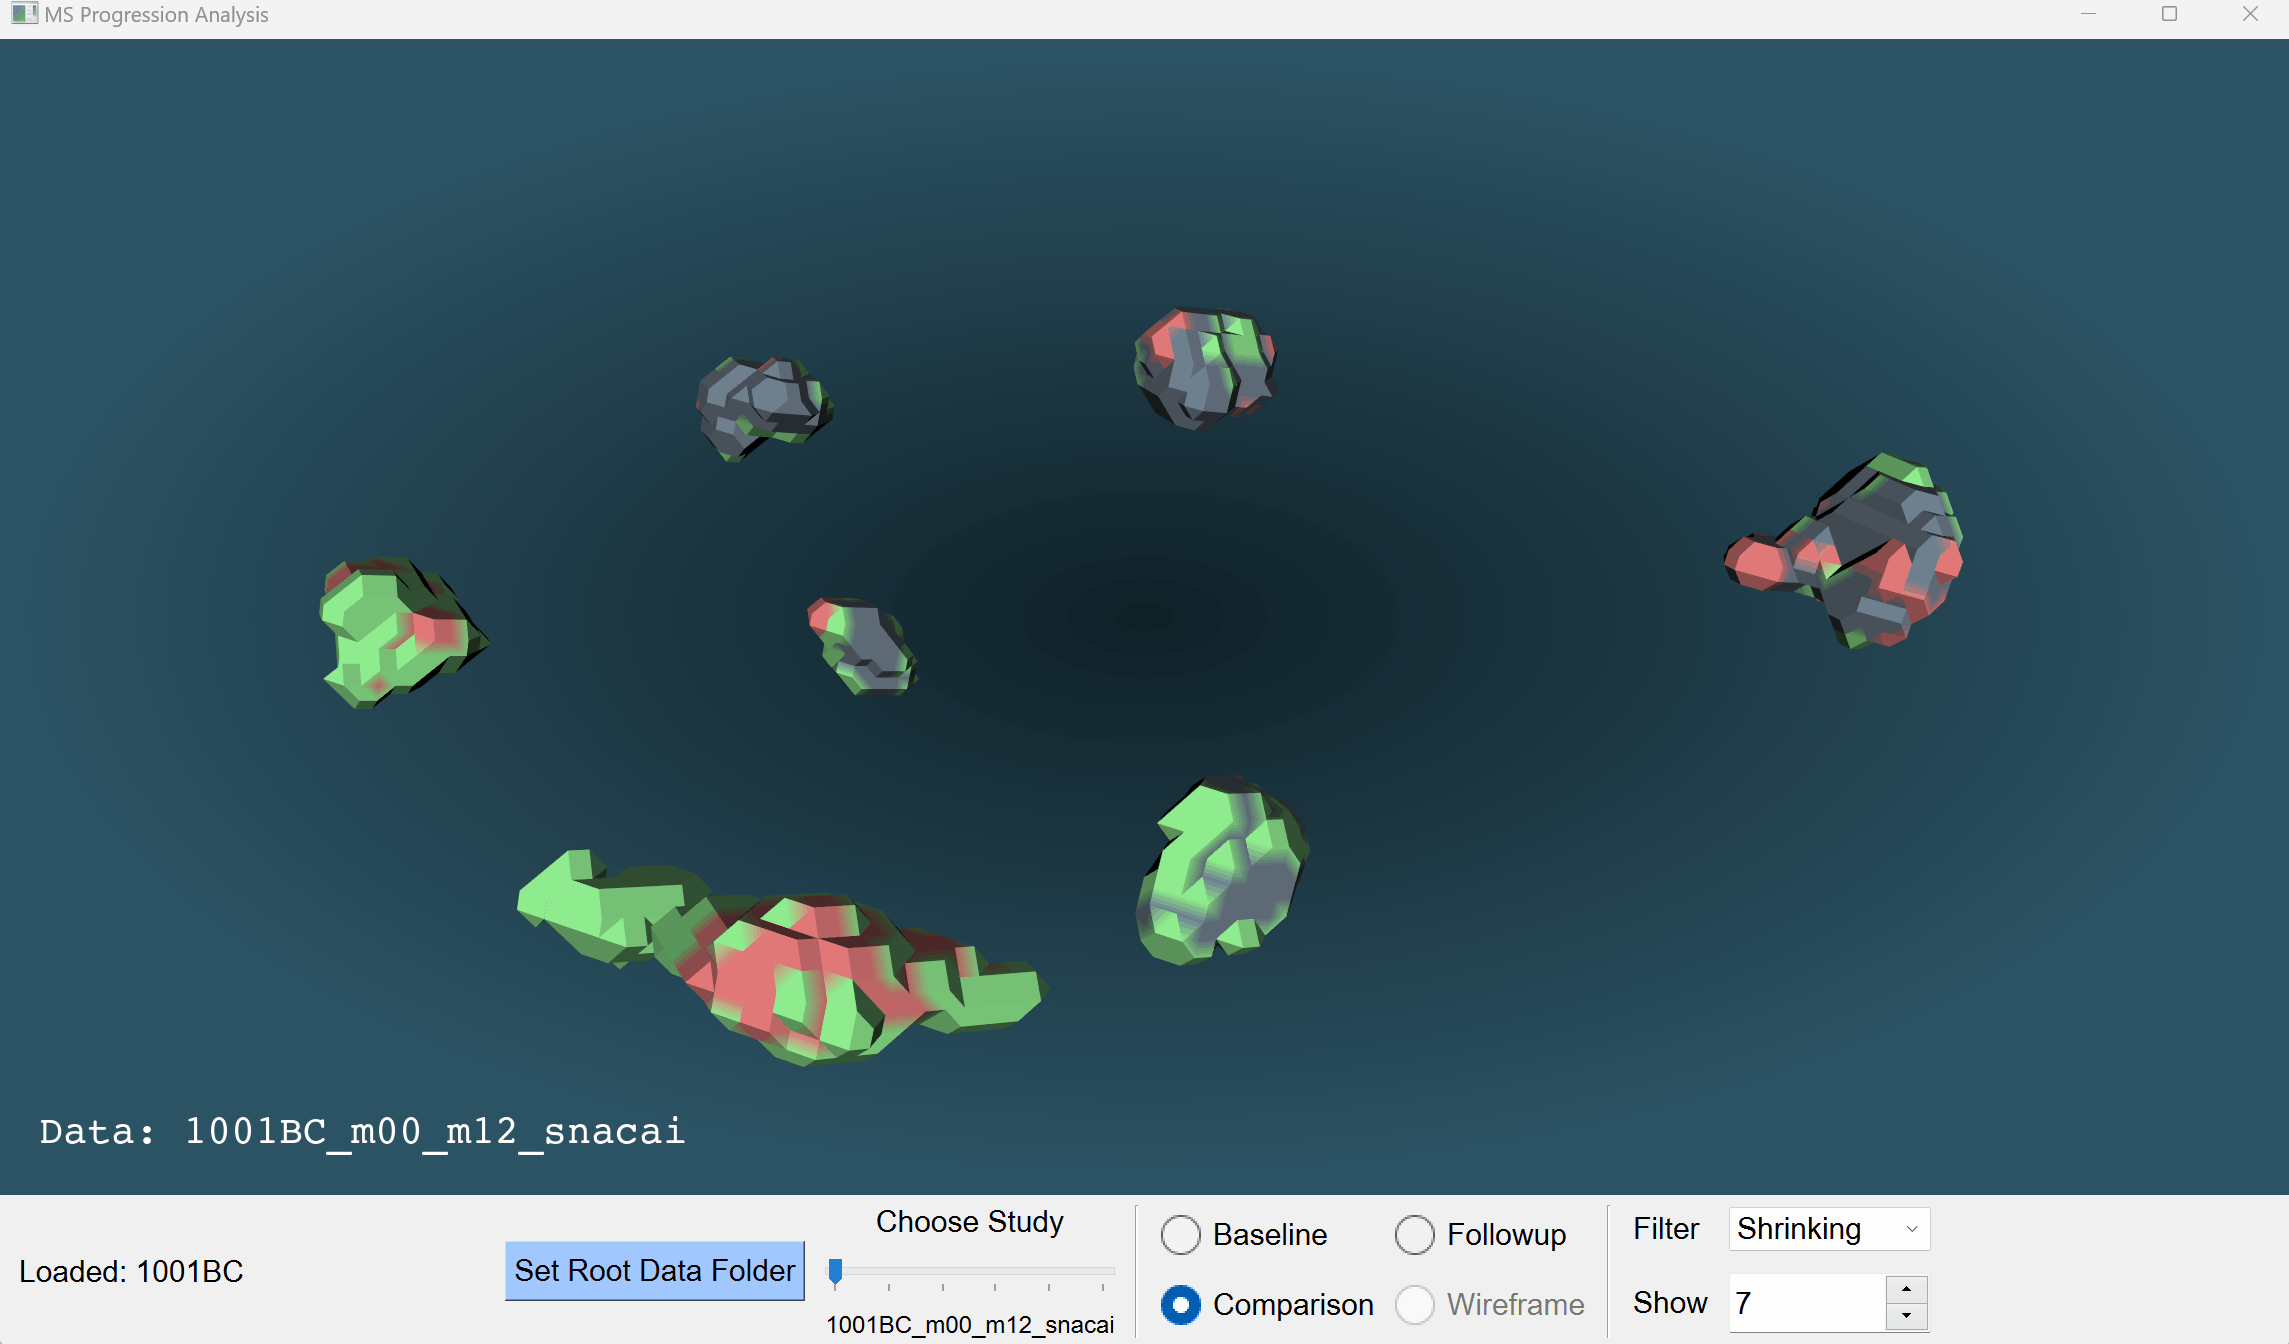 MS Progression Analysis
Data: 1001BC_m00_m12_snacai
Loaded: 1001BC
Set Root Data Folder
Choose Study
1001BC_m00_m12_snacai
Baseline
Followup
Comparison
Wireframe
Filter
Shrinking
Show
7